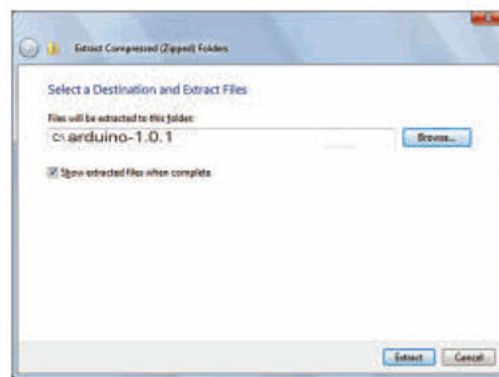 Extract Compressed (Zipped) Folders
Select a Destination and Extract Files
Files will be extracted to this folder:
C:\arduino-1.0.1
Browse...
Show extracted files when complete
Extract
Cancel